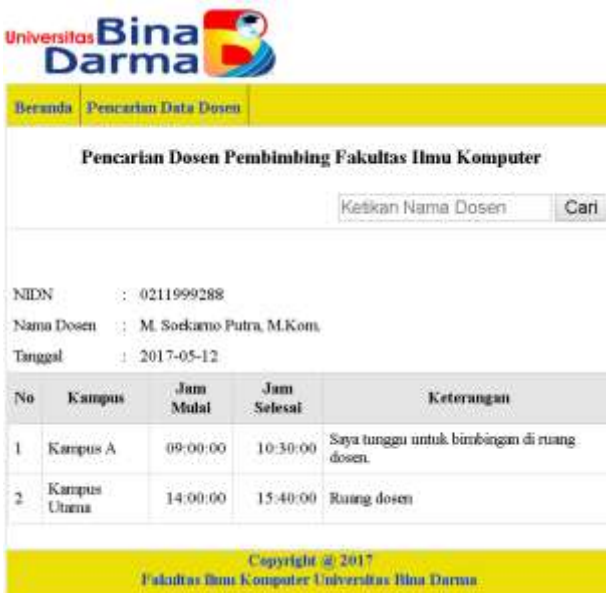 Universitas Bina
Darma
Beranda Pencarian Data Dosen
Pencarian Dosen Pembimbing Fakultas Ilmu Komputer
Ketikan Nama Dosen Cari
NIDN : 0211999288
Nama Dosen : M. Soekarno Putra, M.Kom.
Tanggal : 2017-05-12
No Kampus Jam Mulai Jam Selesai Keterangan
1 Kampus A 09:00:00 10:30:00 Saya tunggu untuk bimbingan di ruang
dosen.
2 Kampus Utama 14:00:00 15:40:00 Ruang dosen
Copyright @ 2017
Fakultas Ilmu Komputer Universitas Bina Darma